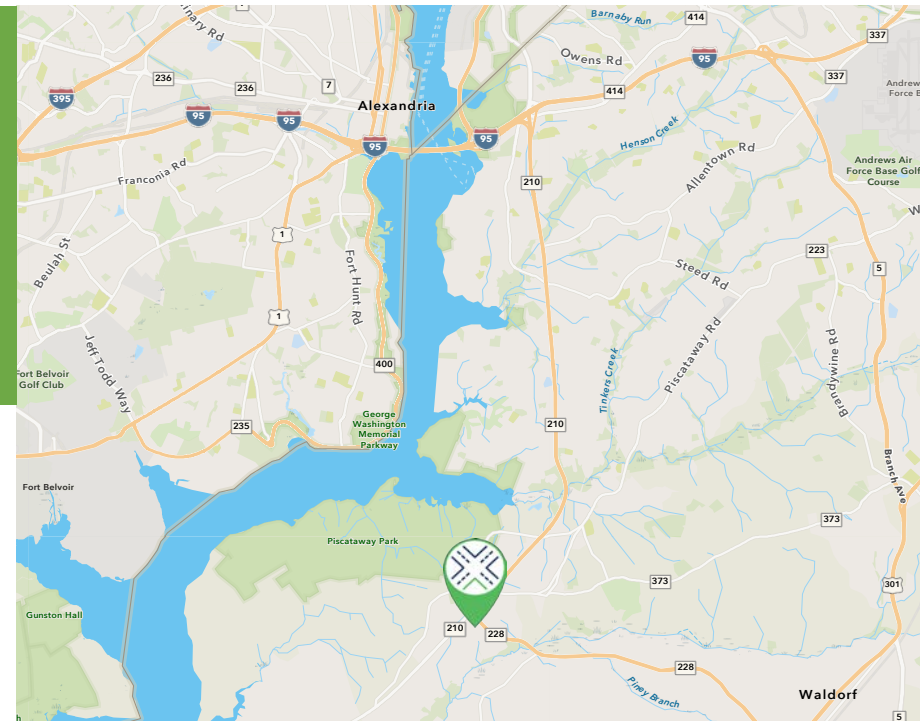 Barnaby Run
414
337
Owens Rd
95
236
7
337
236
414
395
Alexandria
95
95
Henson Creek
95
95
Allentown Rd
Andrews Air
Force Base Golf
Course
Franconia Rd
210
1
Beulah St
223
Fort Hunt Rd
Steed Rd
5
1
Jeff Todd Way
Piscataway Rd
Brandywine Rd
400
Tinkers Creek
Fort Belvoir
Golf Club
George
Washington
Memorial
Parkway
235
210
Branch Ave
Fort Belvoir
373
Piscataway Park
373
301
Gunston Hall
210
228
228
Piney Branch
Waldorf
5